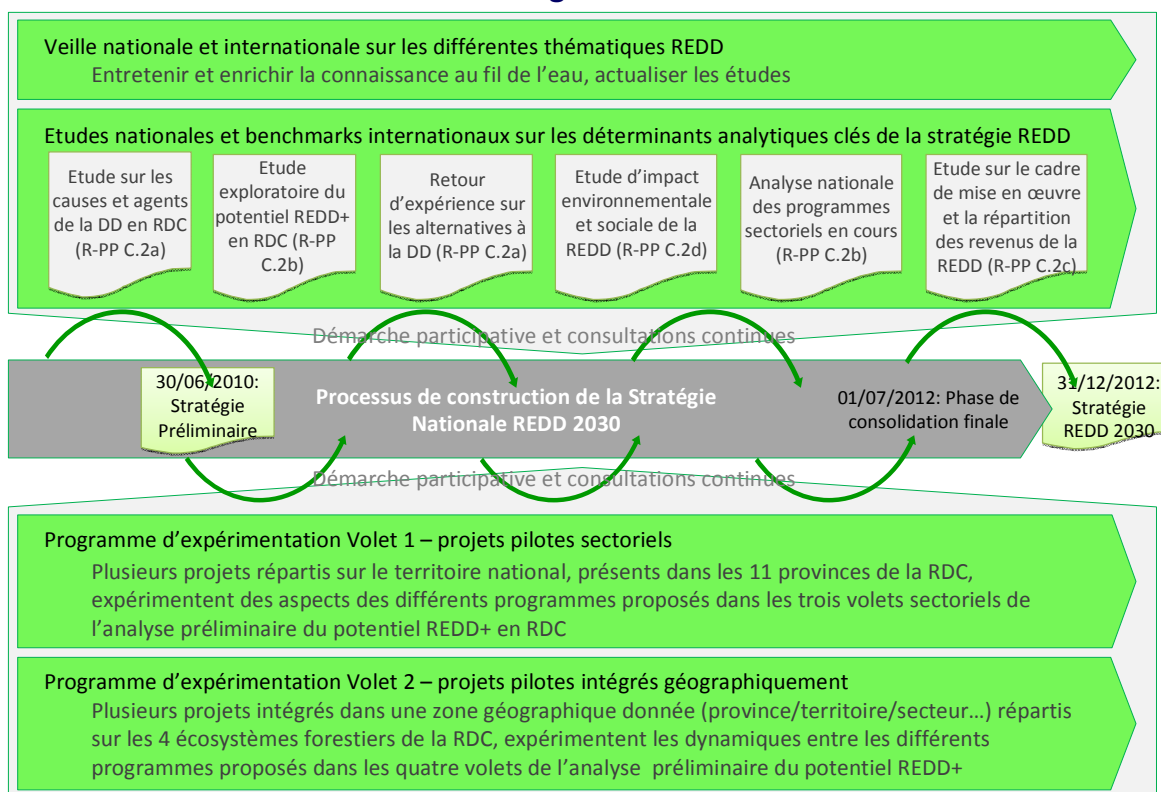 Veille nationale et internationale sur les différentes thématiques REDD
Entretenir et enrichir la connaissance au fil de l'eau, actualiser les études
Etudes nationales et benchmarks internationaux sur les déterminants analytiques clés de la stratégie REDD
Etude sur les
causes et agents
de la DD en RDC
(R-PP C.2a)
Etude
exploratoire du
potentiel REDD+
en RDC (R-PP
C.2b)
Retour
d'expérience sur
les alternatives à
la DD (R-PP C.2a)
Etude d'impact
environnementale
et sociale de la
REDD (R-PP C.2d)
Analyse nationale
des programmes
sectoriels en cours
(R-PP C.2b)
Etude sur le cadre
de mise en œuvre
et la répartition
des revenus de la
REDD (R-PP C.2c)
Démarche participative et consultations continues
30/06/2010:
Stratégie
Préliminaire
Processus de construction de la Stratégie
Nationale REDD 2030
01/07/2012: Phase de
consolidation finale
31/12/2012:
Stratégie
REDD 2030
Démarche participative et consultations continues
Programme d'expérimentation Volet 1 – projets pilotes sectoriels
Plusieurs projets répartis sur le territoire national, présents dans les 11 provinces de la RDC,
expérimentent des aspects des différents programmes proposés dans les trois volets sectoriels de
l'analyse préliminaire du potentiel REDD+ en RDC
Programme d'expérimentation Volet 2 – projets pilotes intégrés géographiquement
Plusieurs projets intégrés dans une zone géographique donnée (province/territoire/secteur…) répartis
sur les 4 écosystèmes forestiers de la RDC, expérimentent les dynamiques entre les différents
programmes proposés dans les quatre volets de l'analyse préliminaire du potentiel REDD+